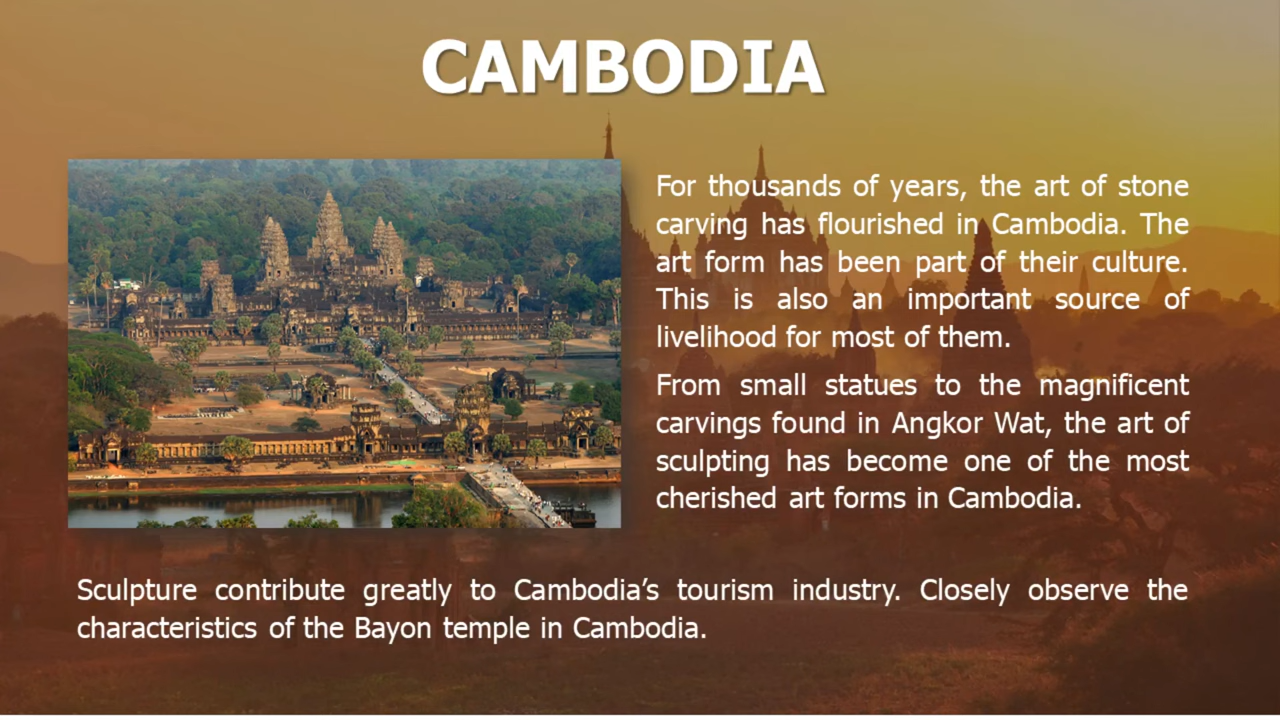 CAMBODIA
For thousands of years, the art of stone
carving has flourished in Cambodia. The
art form has been part of their culture.
This is also an important source of
livelihood for most of them.
From small statues to the magnificent
carvings found in Angkor Wat, the art of
sculpting has become one of the most
cherished art forms in Cambodia.
Sculpture contribute greatly to Cambodia’s tourism industry. Closely observe the
characteristics of the Bayon temple in Cambodia.